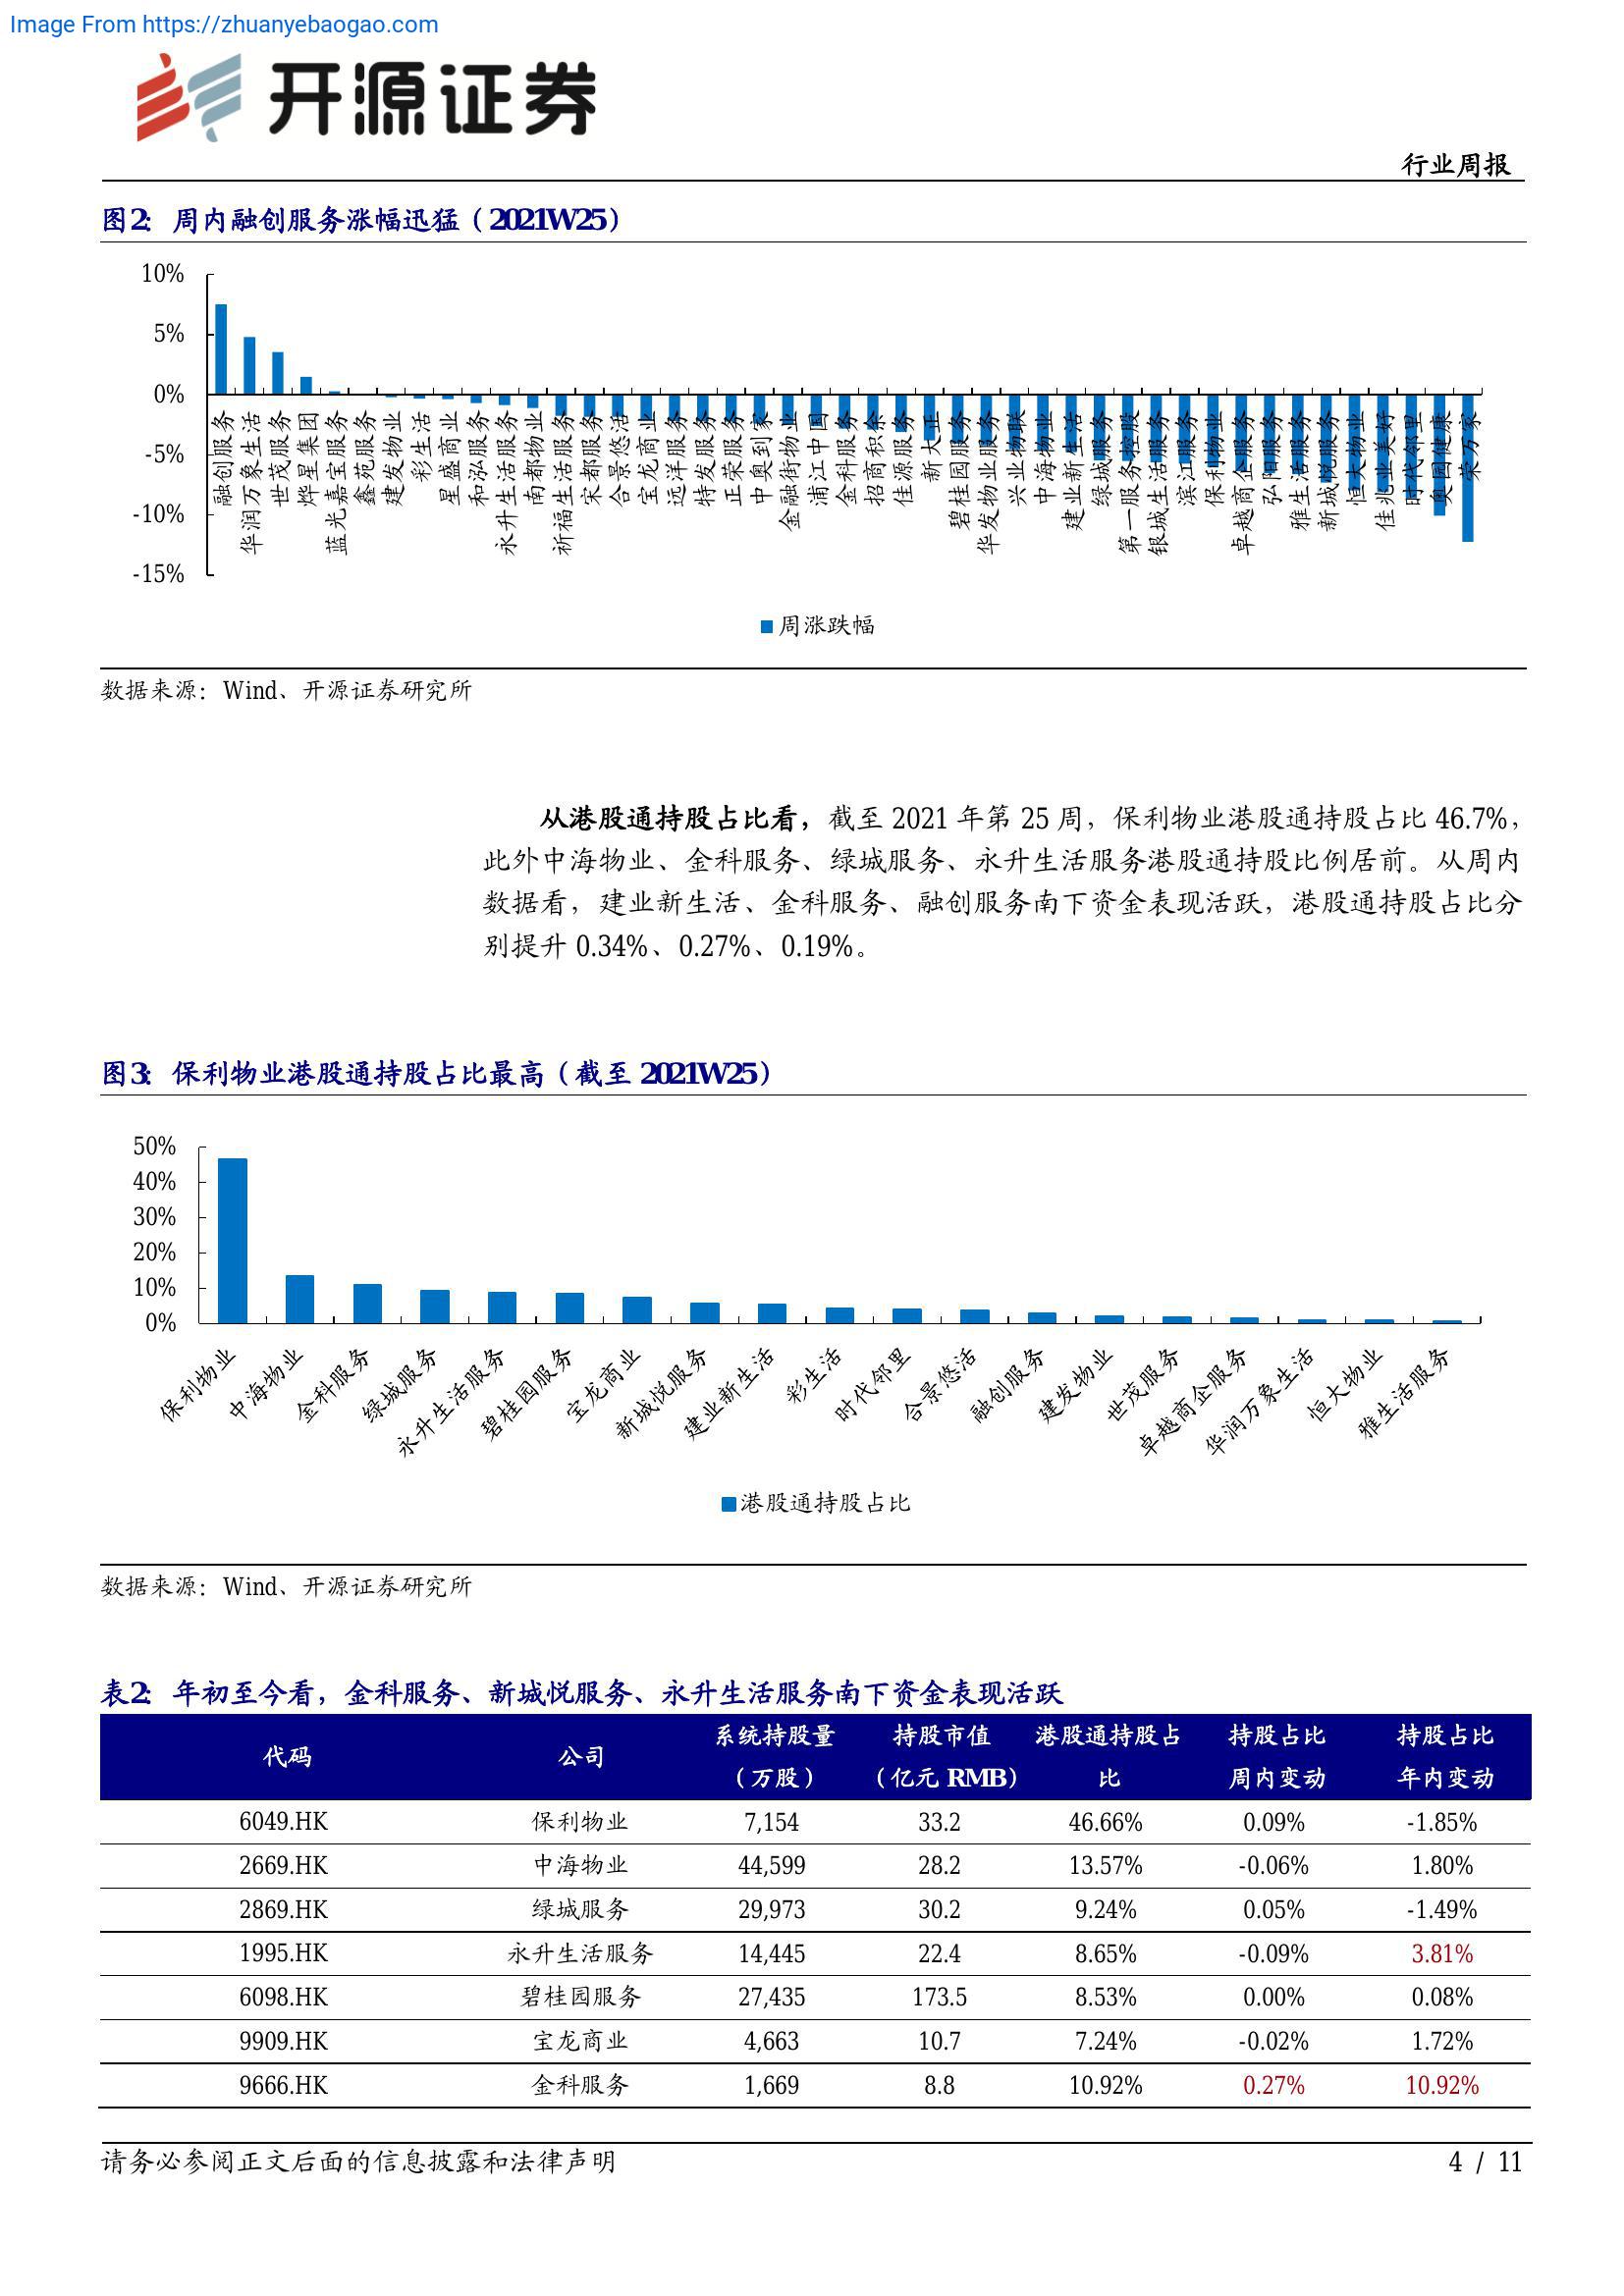 Image From https://zhuanyebaogao.com
开源证券
行业周报
图2：周内融创服务涨幅迅猛（2021W25）
10%
5%
0%
-5%
-10%
-15%
融创服务
华润万象生活
世茂服务
烨星集团
蓝光嘉宝服务
鑫苑服务
建发物业
彩生活
星盛商业
和泓服务
永升生活服务
南都物业
祈福生活服务
宋都服务
合景悠活
宝龙商业
远洋服务
特发服务
正荣服务
中奥到家
金融街物业
浦江中国
金科服务
招商积余
佳源服务
新大正
碧桂园服务
华发物业服务
兴业物联
中海物业
建业新生活
绿城服务
第一服务控股
银城生活服务
滨江服务
保利物业
卓越商企服务
弘阳服务
雅生活服务
新城悦服务
恒大物业
佳兆业美好
时代邻里
奥园健康
荣万家
周涨跌幅
数据来源：Wind、开源证券研究所
从港股通持股占比看，截至 2021 年第 25 周，保利物业港股通持股占比 46.7%，
此外中海物业、金科服务、绿城服务、永升生活服务港股通持股比例居前。从周内
数据看，建业新生活、金科服务、融创服务南下资金表现活跃，港股通持股占比分
别提升 0.34%、0.27%、0.19%。
图3：保利物业港股通持股占比最高（截至 2021W25）
50%
40%
30%
20%
10%
0%
保利物业
中海物业
金科服务
绿城服务
永升生活服务
碧桂园服务
宝龙商业
新城悦服务
建业新生活
彩生活
时代邻里
合景悠活
融创服务
建发物业
世茂服务
卓越商企服务
华润万象生活
恒大物业
雅生活服务
港股通持股占比
数据来源：Wind、开源证券研究所
表2：年初至今看，金科服务、新城悦服务、永升生活服务南下资金表现活跃
代码 公司 系统持股量（万股） 持股市值（亿元 RMB） 港股通持股占比 持股占比周内变动 持股占比年内变动
6049.HK 保利物业 7,154 33.2 46.66% 0.09% -1.85%
2669.HK 中海物业 44,599 28.2 13.57% -0.06% 1.80%
2869.HK 绿城服务 29,973 30.2 9.24% 0.05% -1.49%
1995.HK 永升生活服务 14,445 22.4 8.65% -0.09% 3.81%
6098.HK 碧桂园服务 27,435 173.5 8.53% 0.00% 0.08%
9909.HK 宝龙商业 4,663 10.7 7.24% -0.02% 1.72%
9666.HK 金科服务 1,669 8.8 10.92% 0.27% 10.92%
请务必参阅正文后面的信息披露和法律声明
4 / 11